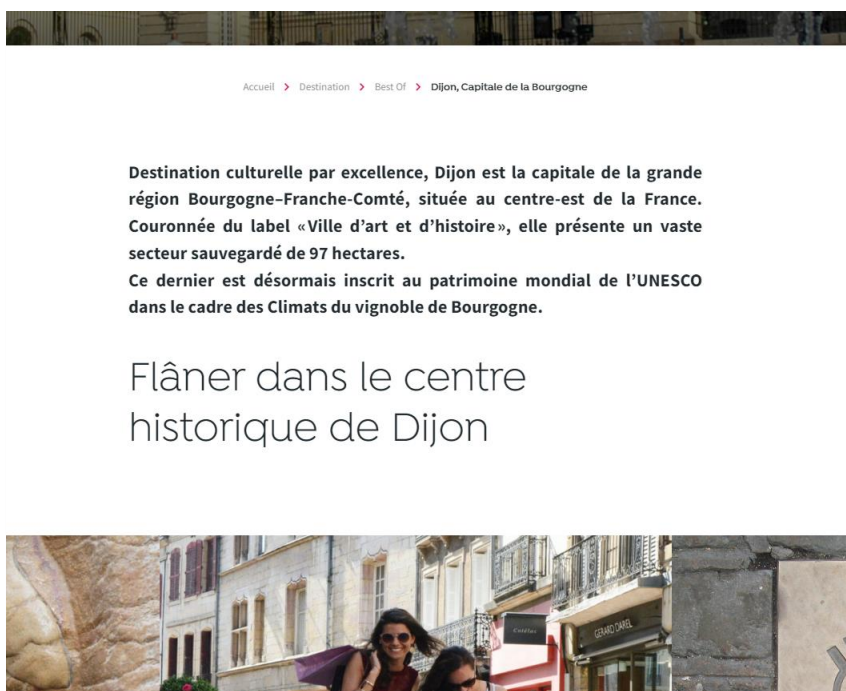 Accueil > Destination > Best Of > Dijon, Capitale de la Bourgogne
Destination culturelle par excellence, Dijon est la capitale de la grande
région Bourgogne–Franche-Comté, située au centre-est de la France.
Couronnée du label «Ville d’art et d’histoire», elle présente un vaste
secteur sauvegardé de 97 hectares.
Ce dernier est désormais inscrit au patrimoine mondial de l’UNESCO
dans le cadre des Climats du vignoble de Bourgogne.
Flâner dans le centre
historique de Dijon
GERARD DAREL